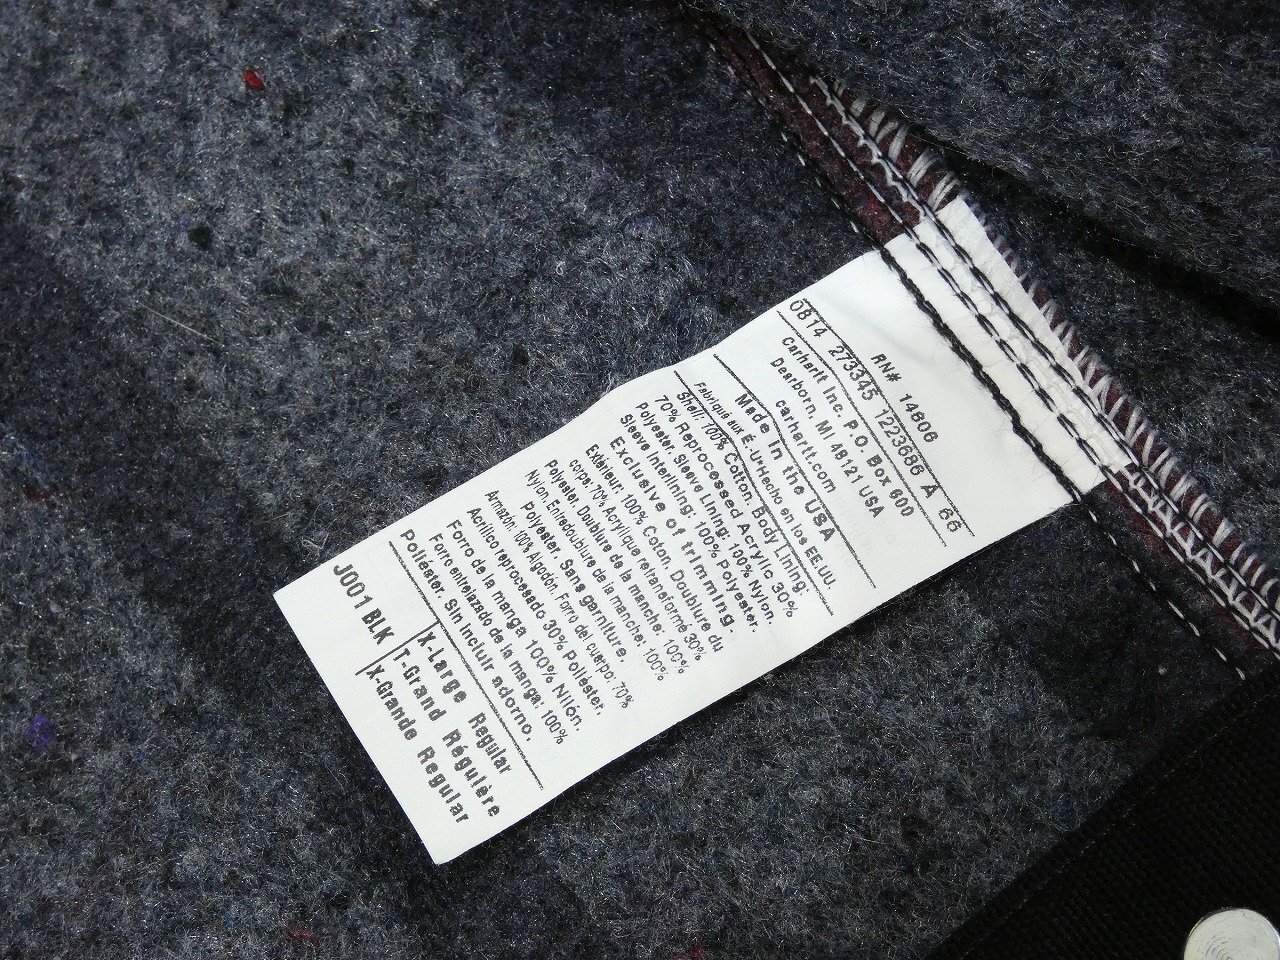 RN# 14806
0814 273345 1223686 A 66
Carhartt Inc. P.O. Box 600
Dearborn, MI 48121 USA
carhartt.com
Made in the USA
Fabriqué aux É.-U•Hecho en los EE.UU.
Shell: 100% Cotton. Body Lining:
70% Reprocessed Acrylic 30%
Polyester. Sleeve Lining: 100% Nylon.
Sleeve Interlining: 100% Polyester.
Exclusive of trimming.
Extérieur: 100% Coton. Doublure du
corps: 70% Acrylique retransformé 30%
Polyester. Doublure de la manche: 100%
Nylon. Entredoublure de la manche: 100%
Polyester. Sans garniture.
Armazón: 100% Algodón. Forro del cuerpo: 70%
Acrílico reprocesado 30% Poliéster.
Forro de la manga 100% Nilón.
Forro entrelazado de la manga: 100%
Poliéster. Sin incluir adorno.
J001 BLK
X-Large Regular
T-Grand Régulière
X-Grande Regular